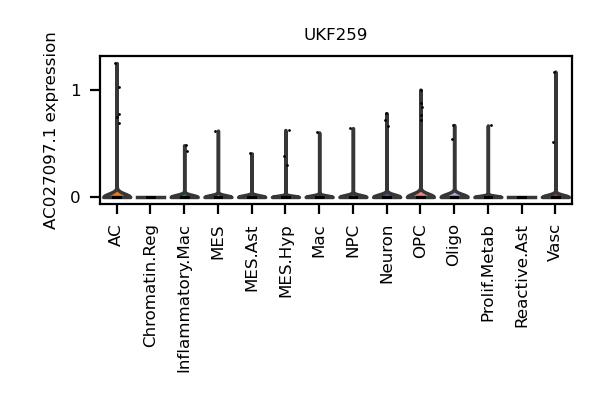 UKF259
AC027097.1 expression
1
0
AC
Chromatin.Reg
Inflammatory.Mac
MES
MES.Ast
MES.Hyp
Mac
NPC
Neuron
OPC
Oligo
Prolif.Metab
Reactive.Ast
Vasc